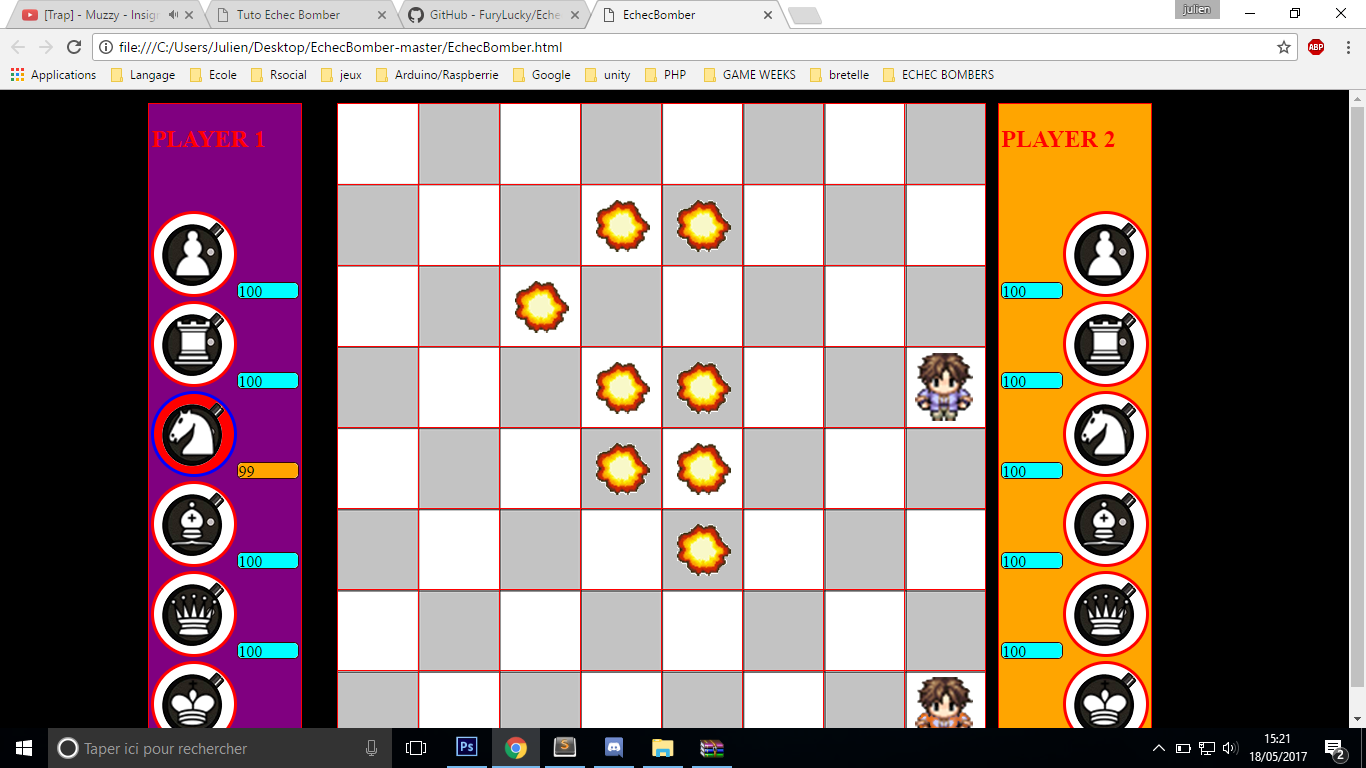 [Trap] - Muzzy - Insig
Tuto Echec Bomber
GitHub - FuryLucky/Eche
EchecBomber
julien
file:///C:/Users/Julien/Desktop/EchecBomber-master/EchecBomber.html
ABP
Applications
Langage
Ecole
Rsocial
jeux
Arduino/Raspberrie
Google
unity
PHP
GAME WEEKS
bretelle
ECHEC BOMBERS
PLAYER 1
100
100
99
100
100
PLAYER 2
100
100
100
100
100
Taper ici pour rechercher
Ps
S
15:21
18/05/2017
2